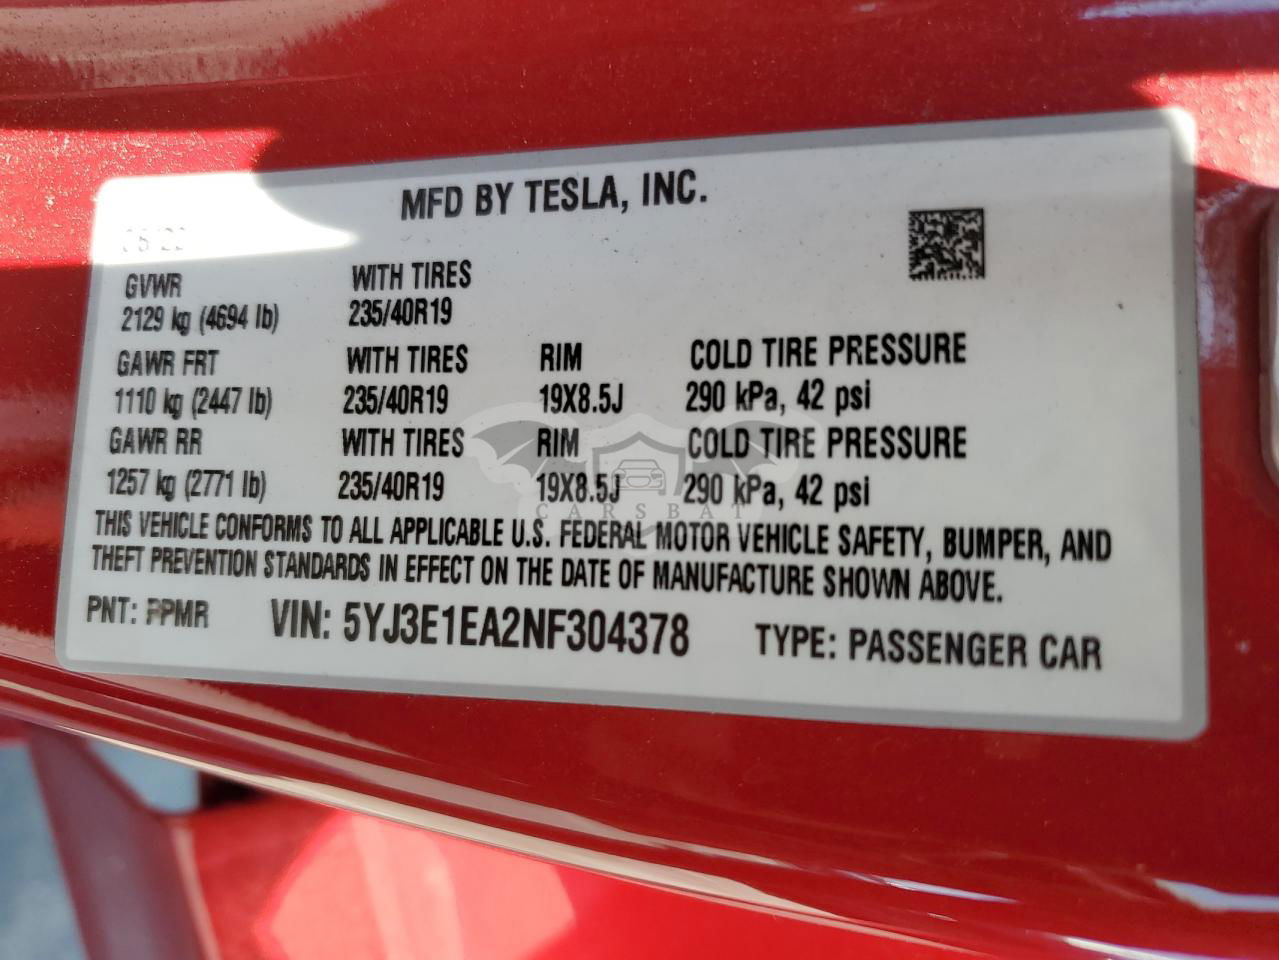 MFD BY TESLA, INC.
GVWR WITH TIRES
2129 kg (4694 lb) 235/40R19
GAWR FRT WITH TIRES RIM COLD TIRE PRESSURE
1110 kg (2447 lb) 235/40R19 19X8.5J 290 kPa, 42 psi
GAWR RR WITH TIRES RIM COLD TIRE PRESSURE
1257 kg (2771 lb) 235/40R19 19X8.5J 290 kPa, 42 psi
CARSBAT
THIS VEHICLE CONFORMS TO ALL APPLICABLE U.S. FEDERAL MOTOR VEHICLE SAFETY, BUMPER, AND
THEFT PREVENTION STANDARDS IN EFFECT ON THE DATE OF MANUFACTURE SHOWN ABOVE.
PNT: PPMR VIN: 5YJ3E1EA2NF304378 TYPE: PASSENGER CAR